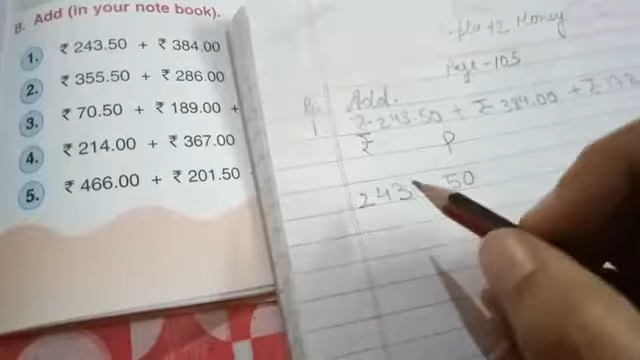 B. Add (in your note book).
1. ₹ 243.50 + ₹ 384.00
2. ₹ 355.50 + ₹ 286.00
3. ₹ 70.50 + ₹ 189.00 +
4. ₹ 214.00 + ₹ 367.00
5. ₹ 466.00 + ₹ 201.50
Money
Page - 105
B. Add.
1. ₹ 243.50 + ₹ 384.00 + ₹
₹ P
243 50